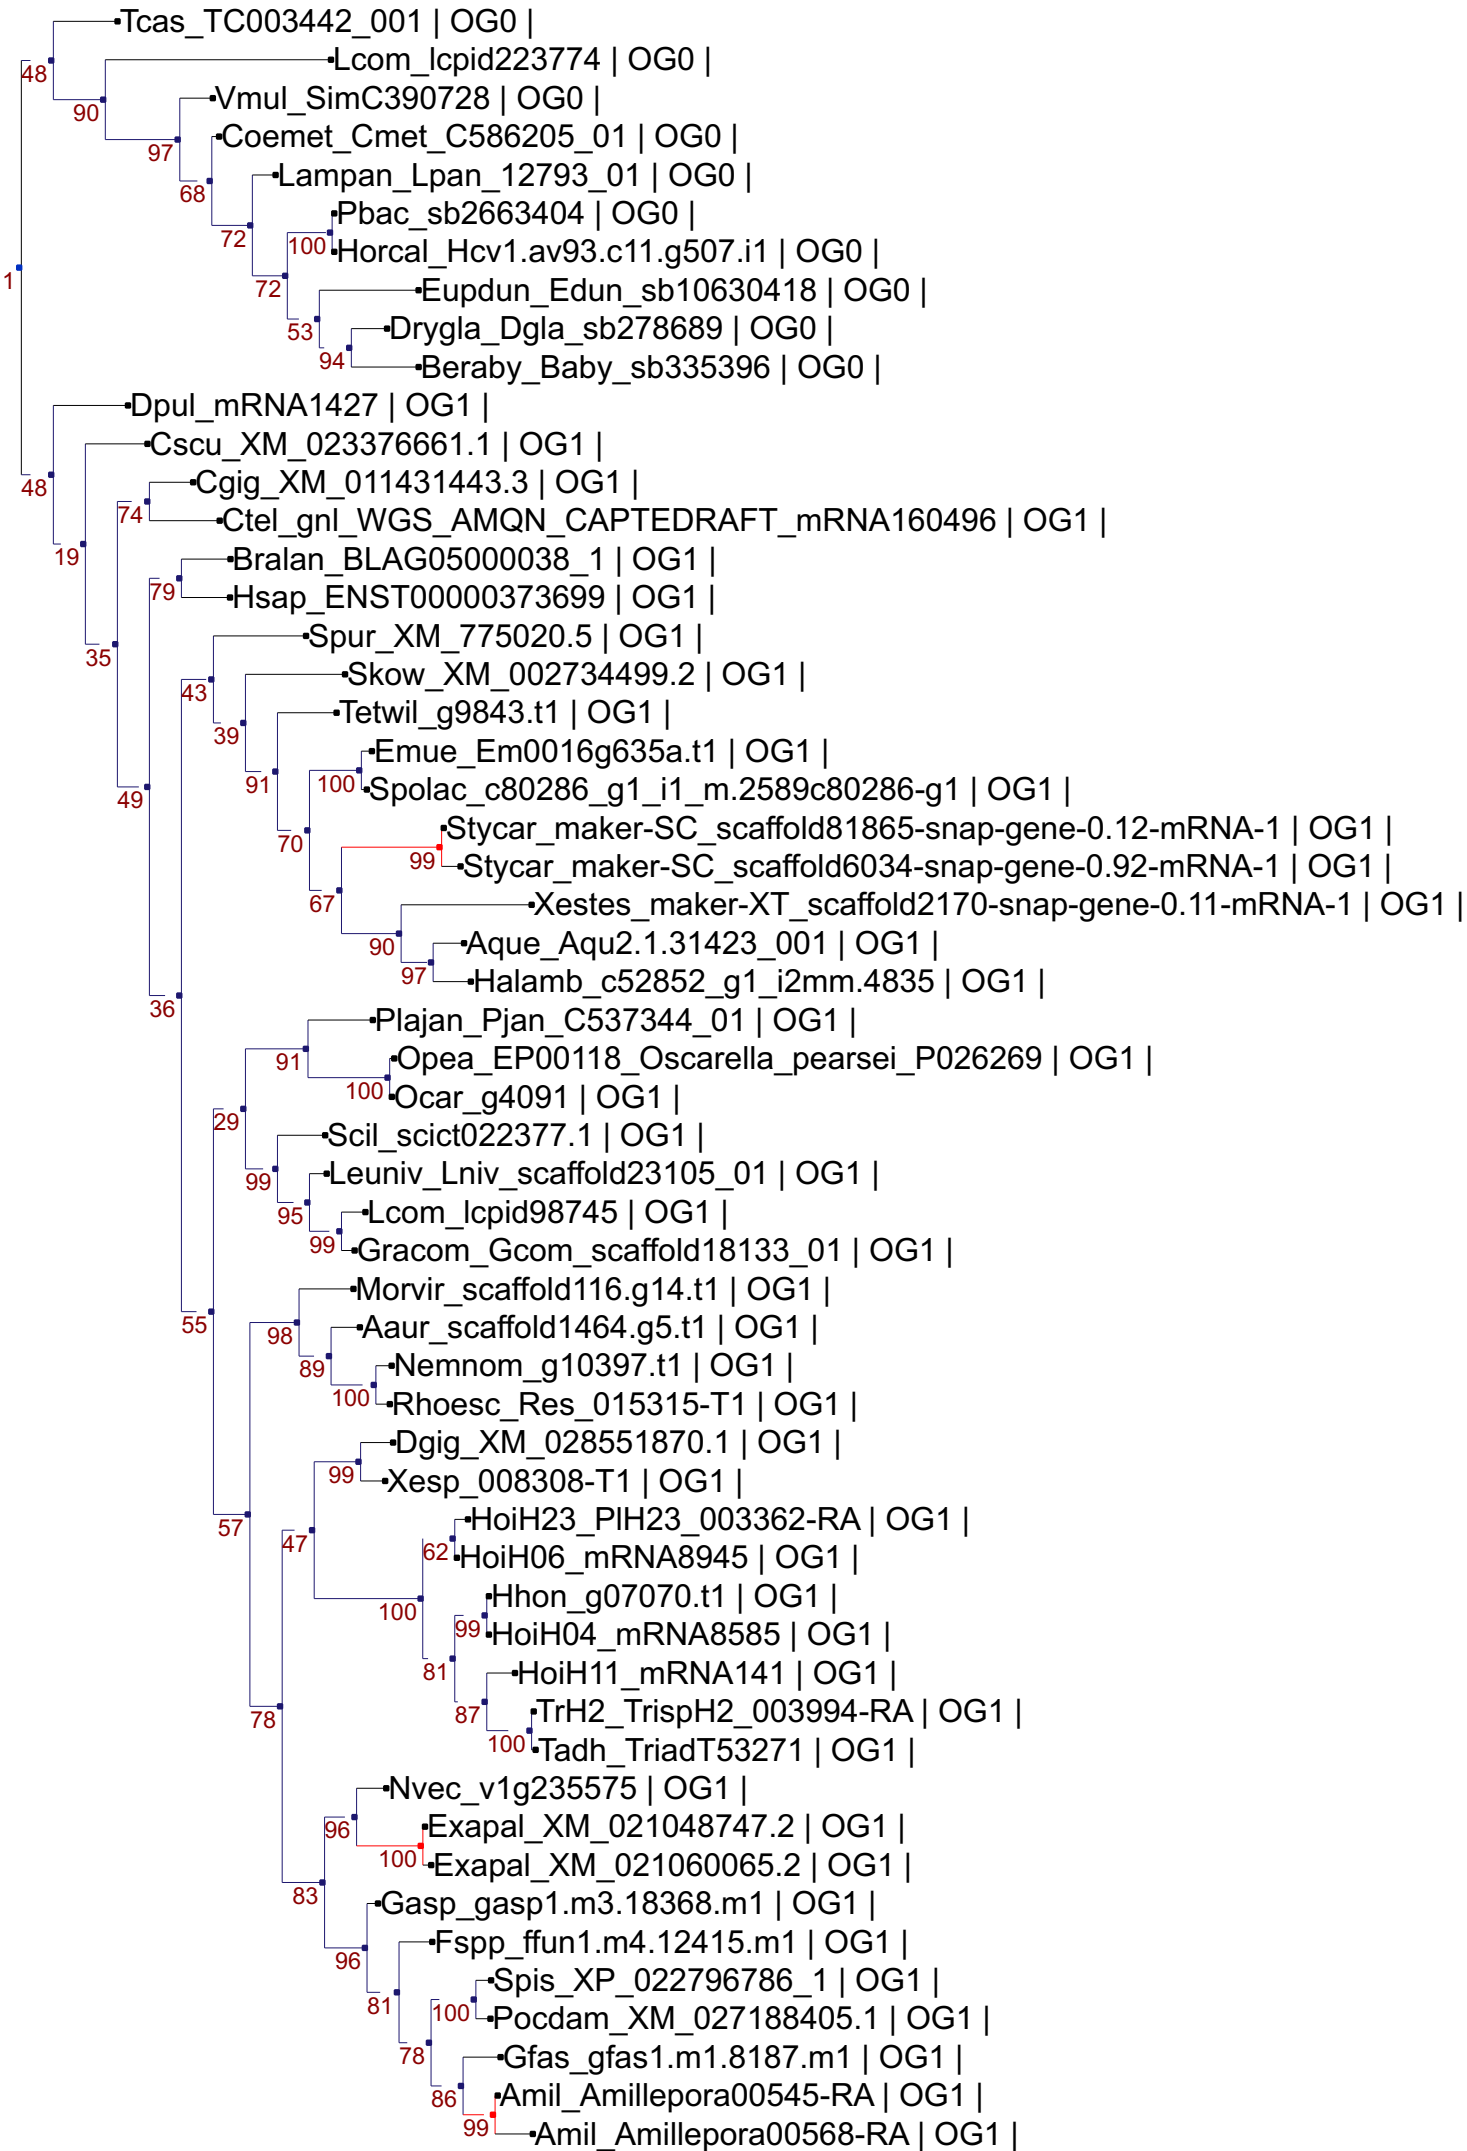 Tcas_TC003442_001 | OG0 |
Lcom_lcpid223774 | OG0 |
48
Vmul_SimC390728 | OG0 |
90
Coemet_Cmet_C586205_01 | OG0 |
97
Lampan_Lpan_12793_01 | OG0 |
68
Pbac_sb2663404 | OG0 |
72
100
Horcal_Hcv1.av93.c11.g507.i1 | OG0 |
1
72
Eupdun_Edun_sb10630418 | OG0 |
53
Drygla_Dgla_sb278689 | OG0 |
94
Beraby_Baby_sb335396 | OG0 |
Dpul_mRNA1427 | OG1 |
Cscu_XM_023376661.1 | OG1 |
48
Cgig_XM_011431443.3 | OG1 |
74
Ctel_gnl_WGS_AMQN_CAPTEDRAFT_mRNA160496 | OG1 |
19
Bralan_BLAG05000038_1 | OG1 |
79
Hsap_ENST00000373699 | OG1 |
Spur_XM_775020.5 | OG1 |
35
Skow_XM_002734499.2 | OG1 |
43
Tetwil_g9843.t1 | OG1 |
39
Emue_Em0016g635a.t1 | OG1 |
91
100
Spolac_c80286_g1_i1_m.2589c80286-g1 | OG1 |
49
Stycar_maker-SC_scaffold81865-snap-gene-0.12-mRNA-1 | OG1 |
70
99
Stycar_maker-SC_scaffold6034-snap-gene-0.92-mRNA-1 | OG1 |
67
Xestes_maker-XT_scaffold2170-snap-gene-0.11-mRNA-1 | OG1 |
90
Aque_Aqu2.1.31423_001 | OG1 |
97
Halamb_c52852_g1_i2mm.4835 | OG1 |
36
Plajan_Pjan_C537344_01 | OG1 |
91
Opea_EP00118_Oscarella_pearsei_P026269 | OG1 |
100
Ocar_g4091 | OG1 |
29
Scil_scict022377.1 | OG1 |
99
Leuniv_Lniv_scaffold23105_01 | OG1 |
95
Lcom_lcpid98745 | OG1 |
99
Gracom_Gcom_scaffold18133_01 | OG1 |
Morvir_scaffold116.g14.t1 | OG1 |
55
98
Aaur_scaffold1464.g5.t1 | OG1 |
89
Nemnom_g10397.t1 | OG1 |
100
Rhoesc_Res_015315-T1 | OG1 |
Dgig_XM_028551870.1 | OG1 |
99
Xesp_008308-T1 | OG1 |
57
HoiH23_PlH23_003362-RA | OG1 |
47
62
HoiH06_mRNA8945 | OG1 |
Hhon_g07070.t1 | OG1 |
100
99
HoiH04_mRNA8585 | OG1 |
81
HoiH11_mRNA141 | OG1 |
78
87
TrH2_TrispH2_003994-RA | OG1 |
100
Tadh_TriadT53271 | OG1 |
Nvec_v1g235575 | OG1 |
96
Exapal_XM_021048747.2 | OG1 |
100
Exapal_XM_021060065.2 | OG1 |
83
Gasp_gasp1.m3.18368.m1 | OG1 |
96
Fspp_ffun1.m4.12415.m1 | OG1 |
81
Spis_XP_022796786_1 | OG1 |
100
Pocdam_XM_027188405.1 | OG1 |
78
Gfas_gfas1.m1.8187.m1 | OG1 |
86
Amil_Amillepora00545-RA | OG1 |
99
Amil_Amillepora00568-RA | OG1 |